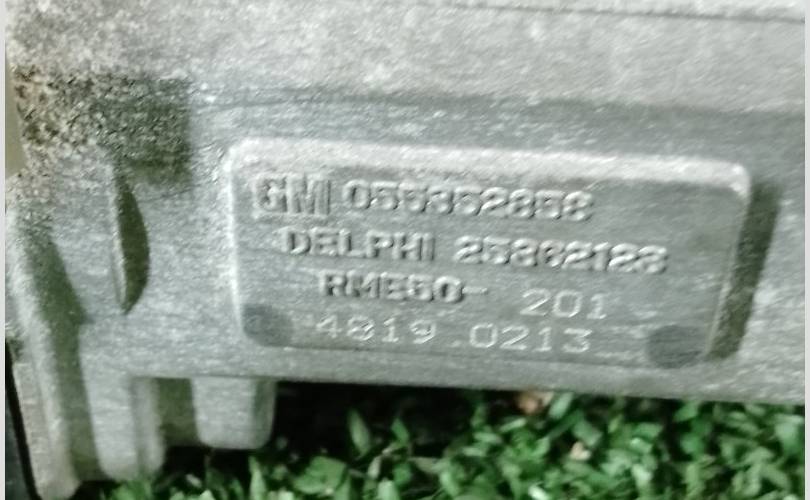 GM 055352858
DELPHI 25362123
RME50- 201
4819.0213